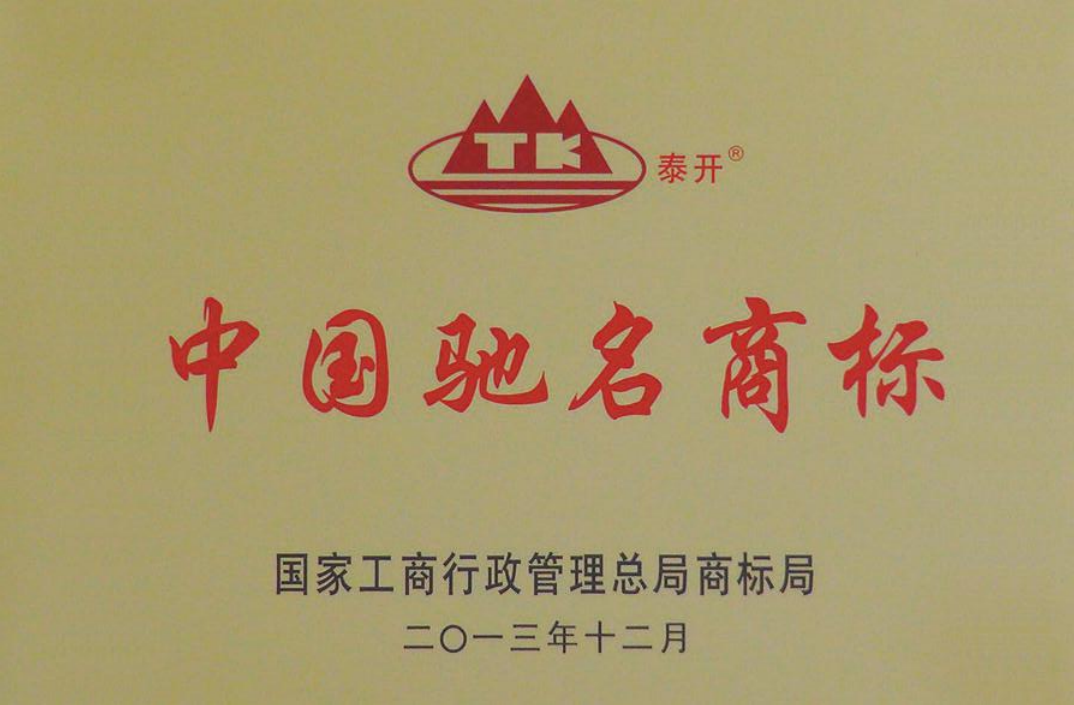 TK 泰开®
中国驰名商标
国家工商行政管理总局商标局
二〇一三年十二月